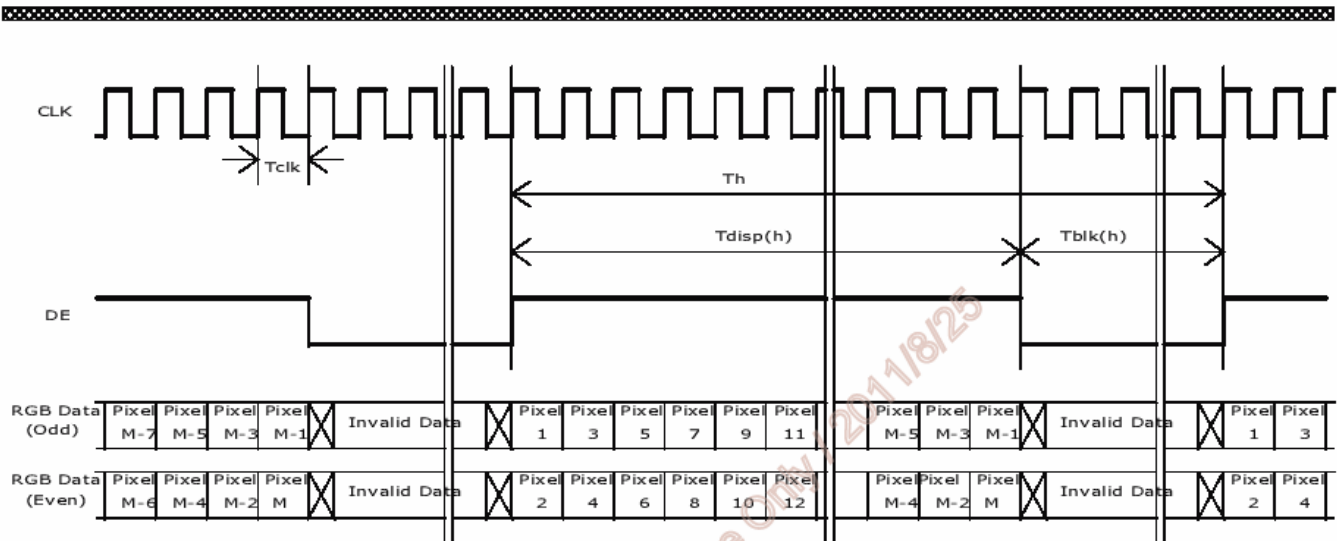 CLK
Tclk
Th
Tdisp(h)
Tblk(h)
DE
RGB Data (Odd)
Pixel M-7
Pixel M-5
Pixel M-3
Pixel M-1
Invalid Data
Pixel 1
Pixel 3
Pixel 5
Pixel 7
Pixel 9
Pixel 11
Pixel M-5
Pixel M-3
Pixel M-1
Invalid Data
Pixel 1
Pixel 3
RGB Data (Even)
Pixel M-6
Pixel M-4
Pixel M-2
Pixel M
Invalid Data
Pixel 2
Pixel 4
Pixel 6
Pixel 8
Pixel 10
Pixel 12
Pixel M-4
Pixel M-2
Pixel M
Invalid Data
Pixel 2
Pixel 4
Only / 2011/8/25